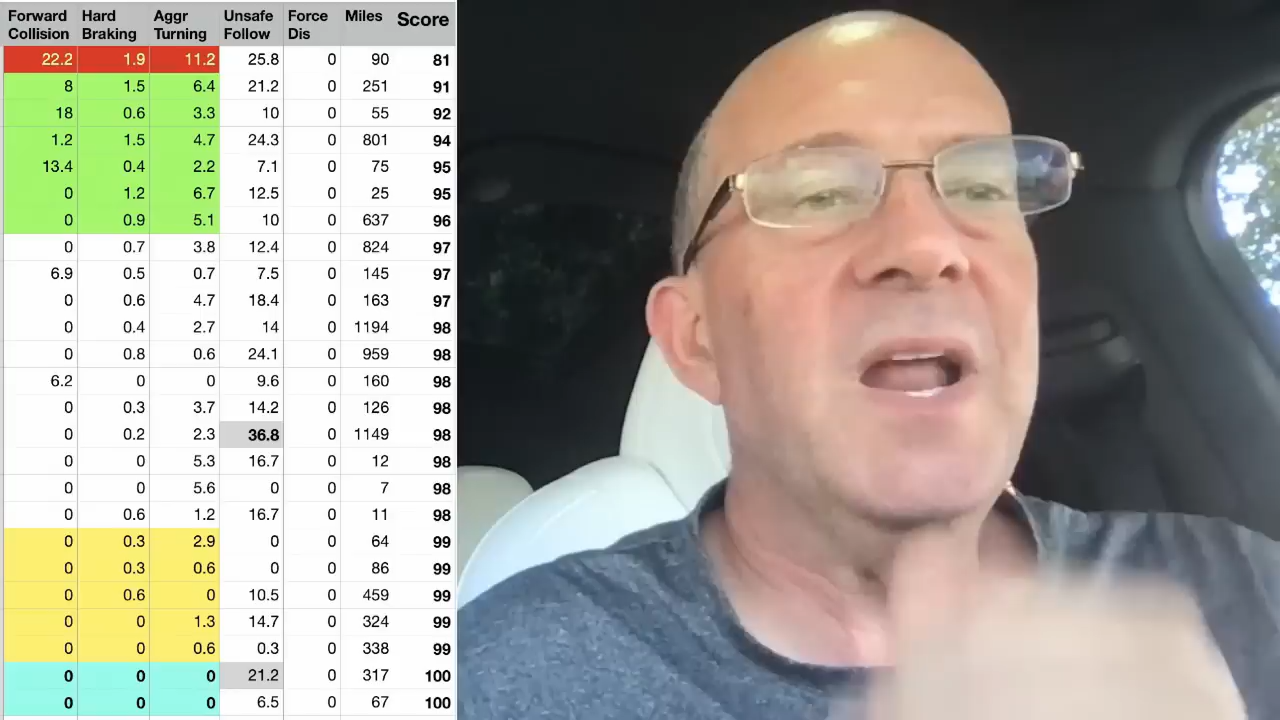 Forward Collision Hard Braking Aggr Turning Unsafe Follow Force Dis Miles Score
22.2 1.9 11.2 25.8 0 90 81
8 1.5 6.4 21.2 0 251 91
18 0.6 3.3 10 0 55 92
1.2 1.5 4.7 24.3 0 801 94
13.4 0.4 2.2 7.1 0 75 95
0 1.2 6.7 12.5 0 25 95
0 0.9 5.1 10 0 637 96
0 0.7 3.8 12.4 0 824 97
6.9 0.5 0.7 7.5 0 145 97
0 0.6 4.7 18.4 0 163 97
0 0.4 2.7 14 0 1194 98
0 0.8 0.6 24.1 0 959 98
6.2 0 0 9.6 0 160 98
0 0.3 3.7 14.2 0 126 98
0 0.2 2.3 36.8 0 1149 98
0 0 5.3 16.7 0 12 98
0 0 5.6 0 0 7 98
0 0.6 1.2 16.7 0 11 98
0 0.3 2.9 0 0 64 99
0 0.3 0.6 0 0 86 99
0 0.6 0 10.5 0 459 99
0 0 1.3 14.7 0 324 99
0 0 0.6 0.3 0 338 99
0 0 0 21.2 0 317 100
0 0 0 6.5 0 67 100